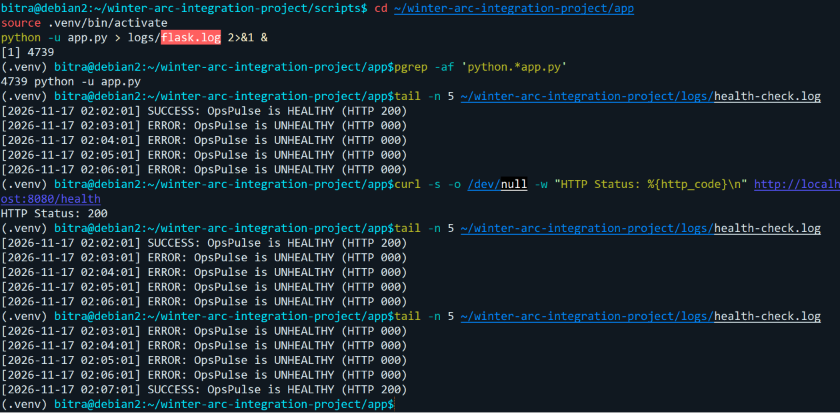 bitra@debian2:~/winter-arc-integration-project/scripts$ cd ~/winter-arc-integration-project/app
source .venv/bin/activate
python -u app.py > logs/flask.log 2>&1 &
[1] 4739
(.venv) bitra@debian2:~/winter-arc-integration-project/app$pgrep -af 'python.*app.py'
4739 python -u app.py
(.venv) bitra@debian2:~/winter-arc-integration-project/app$tail -n 5 ~/winter-arc-integration-project/logs/health-check.log
[2026-11-17 02:02:01] SUCCESS: OpsPulse is HEALTHY (HTTP 200)
[2026-11-17 02:03:01] ERROR: OpsPulse is UNHEALTHY (HTTP 000)
[2026-11-17 02:04:01] ERROR: OpsPulse is UNHEALTHY (HTTP 000)
[2026-11-17 02:05:01] ERROR: OpsPulse is UNHEALTHY (HTTP 000)
[2026-11-17 02:06:01] ERROR: OpsPulse is UNHEALTHY (HTTP 000)
(.venv) bitra@debian2:~/winter-arc-integration-project/app$curl -s -o /dev/null -w "HTTP Status: %{http_code}\n" http://localh
ost:8080/health
HTTP Status: 200
(.venv) bitra@debian2:~/winter-arc-integration-project/app$tail -n 5 ~/winter-arc-integration-project/logs/health-check.log
[2026-11-17 02:02:01] SUCCESS: OpsPulse is HEALTHY (HTTP 200)
[2026-11-17 02:03:01] ERROR: OpsPulse is UNHEALTHY (HTTP 000)
[2026-11-17 02:04:01] ERROR: OpsPulse is UNHEALTHY (HTTP 000)
[2026-11-17 02:05:01] ERROR: OpsPulse is UNHEALTHY (HTTP 000)
[2026-11-17 02:06:01] ERROR: OpsPulse is UNHEALTHY (HTTP 000)
(.venv) bitra@debian2:~/winter-arc-integration-project/app$tail -n 5 ~/winter-arc-integration-project/logs/health-check.log
[2026-11-17 02:03:01] ERROR: OpsPulse is UNHEALTHY (HTTP 000)
[2026-11-17 02:04:01] ERROR: OpsPulse is UNHEALTHY (HTTP 000)
[2026-11-17 02:05:01] ERROR: OpsPulse is UNHEALTHY (HTTP 000)
[2026-11-17 02:06:01] ERROR: OpsPulse is UNHEALTHY (HTTP 000)
[2026-11-17 02:07:01] SUCCESS: OpsPulse is HEALTHY (HTTP 200)
(.venv) bitra@debian2:~/winter-arc-integration-project/app$